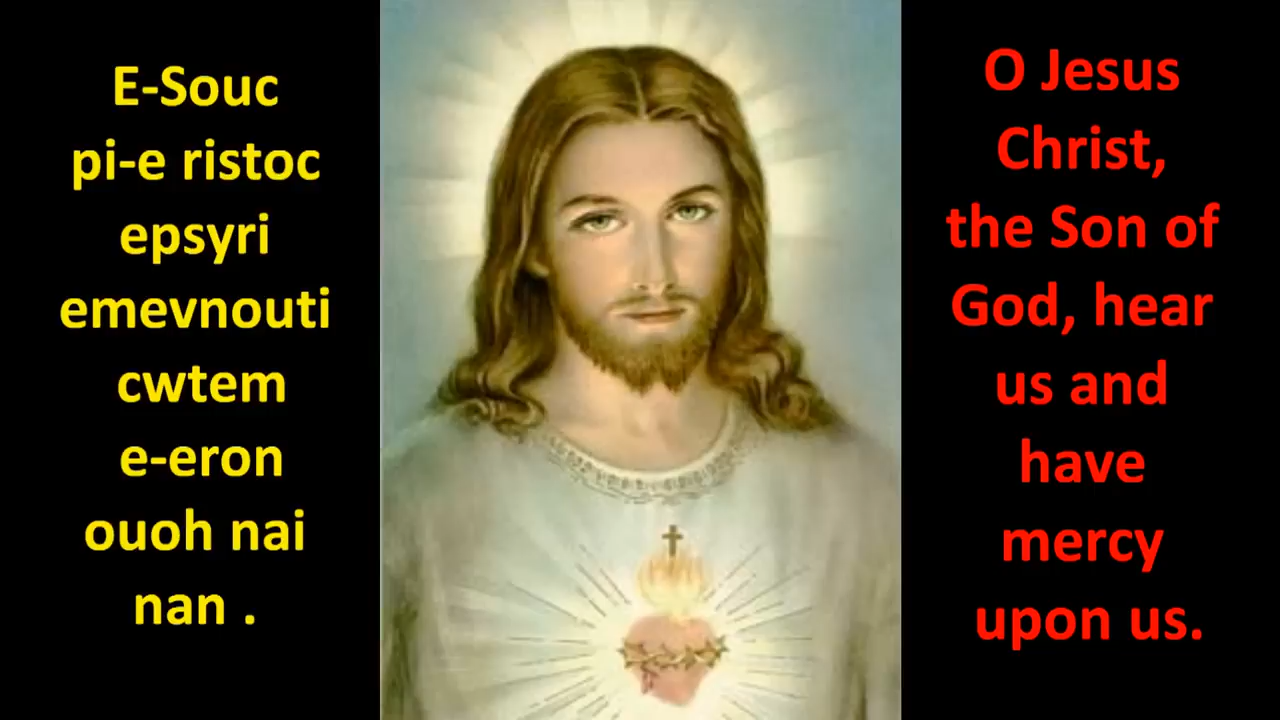 E-Souc
pi-e ristoc
epsyri
emevnouti
cwtem
e-eron
ouoh nai
nan .
O Jesus
Christ,
the Son of
God, hear
us and
have
mercy
upon us.